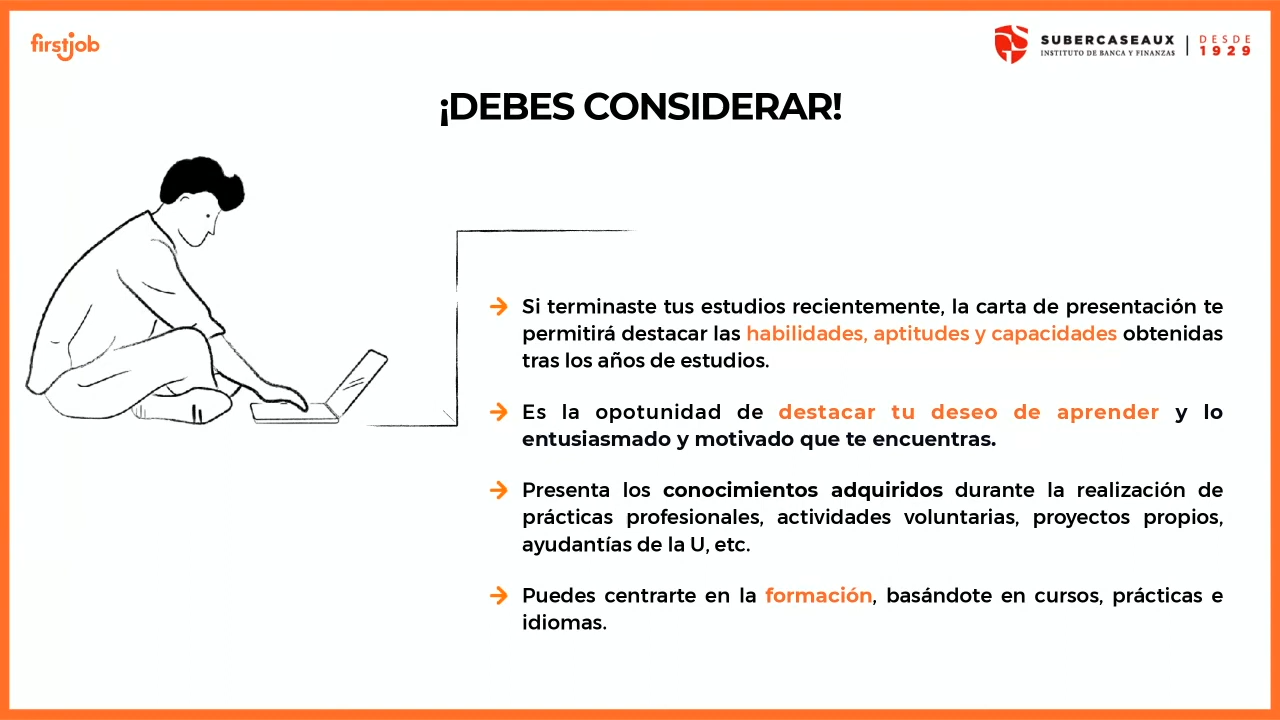 firstjob
SUBERCASEAUX
INSTITUTO DE BANCA Y FINANZAS
DESDE
1929
¡DEBES CONSIDERAR!
Si terminaste tus estudios recientemente, la carta de presentación te
permitirá destacar las habilidades, aptitudes y capacidades obtenidas
tras los años de estudios.
Es la opotunidad de destacar tu deseo de aprender y lo
entusiasmado y motivado que te encuentras.
Presenta los conocimientos adquiridos durante la realización de
prácticas profesionales, actividades voluntarias, proyectos propios,
ayudantías de la U, etc.
Puedes centrarte en la formación, basándote en cursos, prácticas e
idiomas.